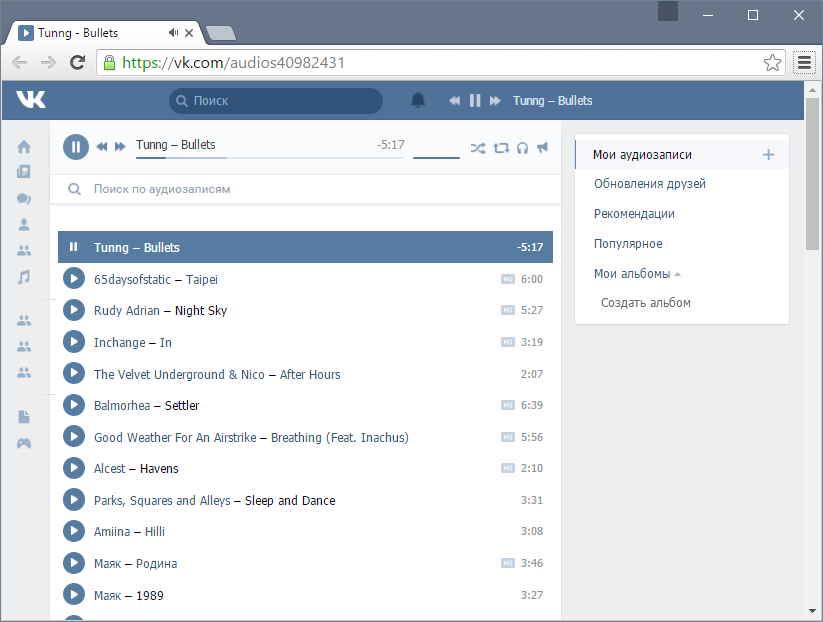 Tunng - Bullets
https://vk.com/audios40982431
Поиск
Tunng – Bullets
Tunng – Bullets -5:17
Поиск по аудиозаписям
Tunng – Bullets -5:17
65daysofstatic – Taipei HQ 6:00
Rudy Adrian – Night Sky HQ 5:27
Inchange – In HQ 3:19
The Velvet Underground & Nico – After Hours 2:07
Balmorhea – Settler HQ 6:39
Good Weather For An Airstrike – Breathing (Feat. Inachus) HQ 5:56
Alcest – Havens HQ 2:10
Parks, Squares and Alleys – Sleep and Dance 3:31
Amiina – Hilli 3:08
Маяк – Родина HQ 3:46
Маяк – 1989 3:27
Мои аудиозаписи
Обновления друзей
Рекомендации
Популярное
Мои альбомы
Создать альбом